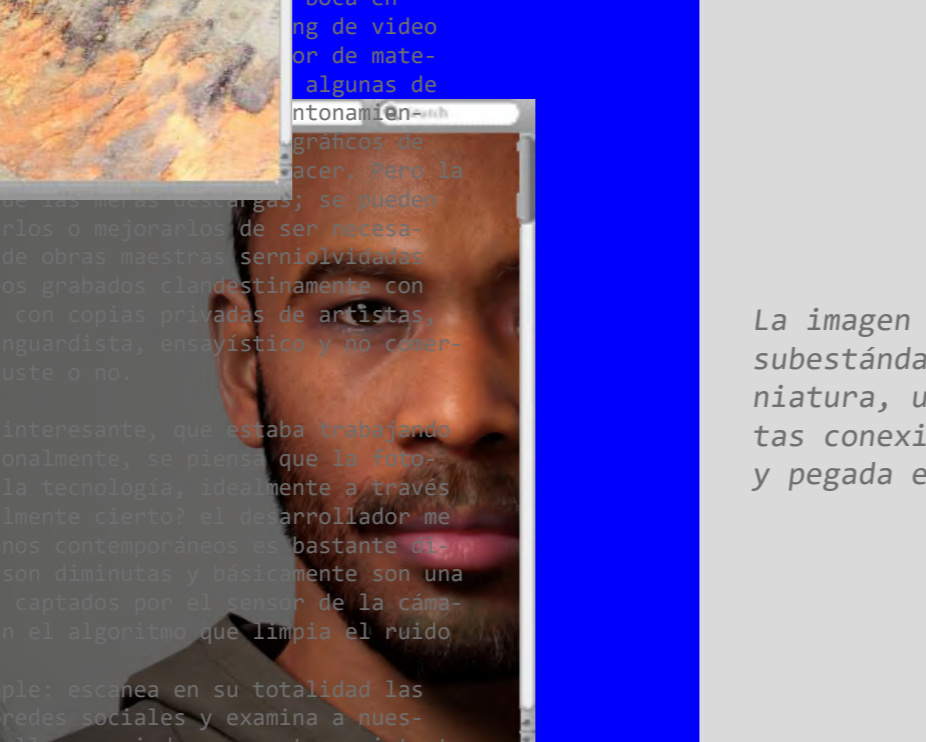 boca en
ng de video
or de mate-
algunas de
ntonamien-
gráficos de
acer, Pero la
de las meras descargas; se pueden
rlos o mejorarlos de ser necesa-
de obras maestras serniolvidadas
os grabados clandestinamente con
con copias privadas de artistas,
nguardista, ensayístico y no comer-
uste o no.
interesante, que estaba trabajando
onalmente, se piensa que la foto-
la tecnología, idealmente a través
lmente cierto? el desarrollador me
nos contemporáneos es bastante di-
son diminutas y básicamente son una
captados por el sensor de la cáma-
n el algoritmo que limpia el ruido
ple: escanea en su totalidad las
redes sociales y examina a nues-
La imagen
subestánda
niatura, u
tas conexi
y pegada e